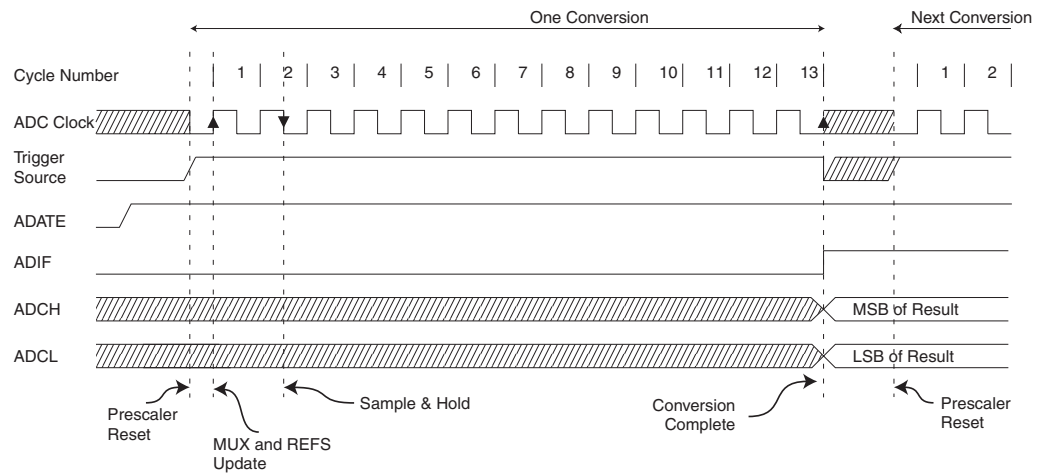 One Conversion
Next Conversion
Cycle Number
1 2 3 4 5 6 7 8 9 10 11 12 13 1 2
ADC Clock
Trigger
Source
ADATE
ADIF
ADCH
MSB of Result
ADCL
LSB of Result
Prescaler
Reset
MUX and REFS
Update
Sample & Hold
Conversion
Complete
Prescaler
Reset